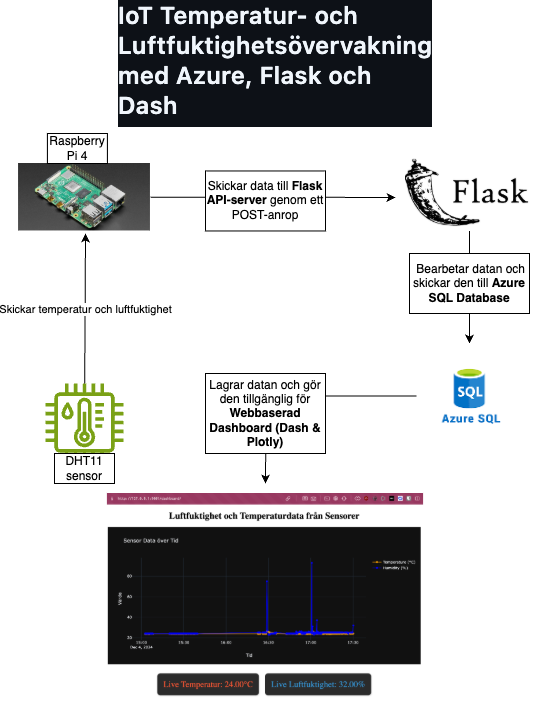 IoT Temperatur- och
Luftfuktighetsövervakning
med Azure, Flask och
Dash
Raspberry
Pi 4
Skickar data till Flask
API-server genom ett
POST-anrop
Flask
Bearbetar datan och
skickar den till Azure
SQL Database
Skickar temperatur och luftfuktighet
DHT11
sensor
Lagrar datan och gör
den tillgänglig för
Webbaserad
Dashboard (Dash &
Plotly)
SQL
Azure SQL
Luftfuktighet och Temperaturdata från Sensorer
Sensor Data över Tid
Temperature (°C)
Humidity (%)
Värde
80
60
40
20
15:00
15:30
16:00
16:30
17:00
17:30
Dec 4, 2024
Tid
Live Temperatur: 24.00°C
Live Luftfuktighet: 32.00%